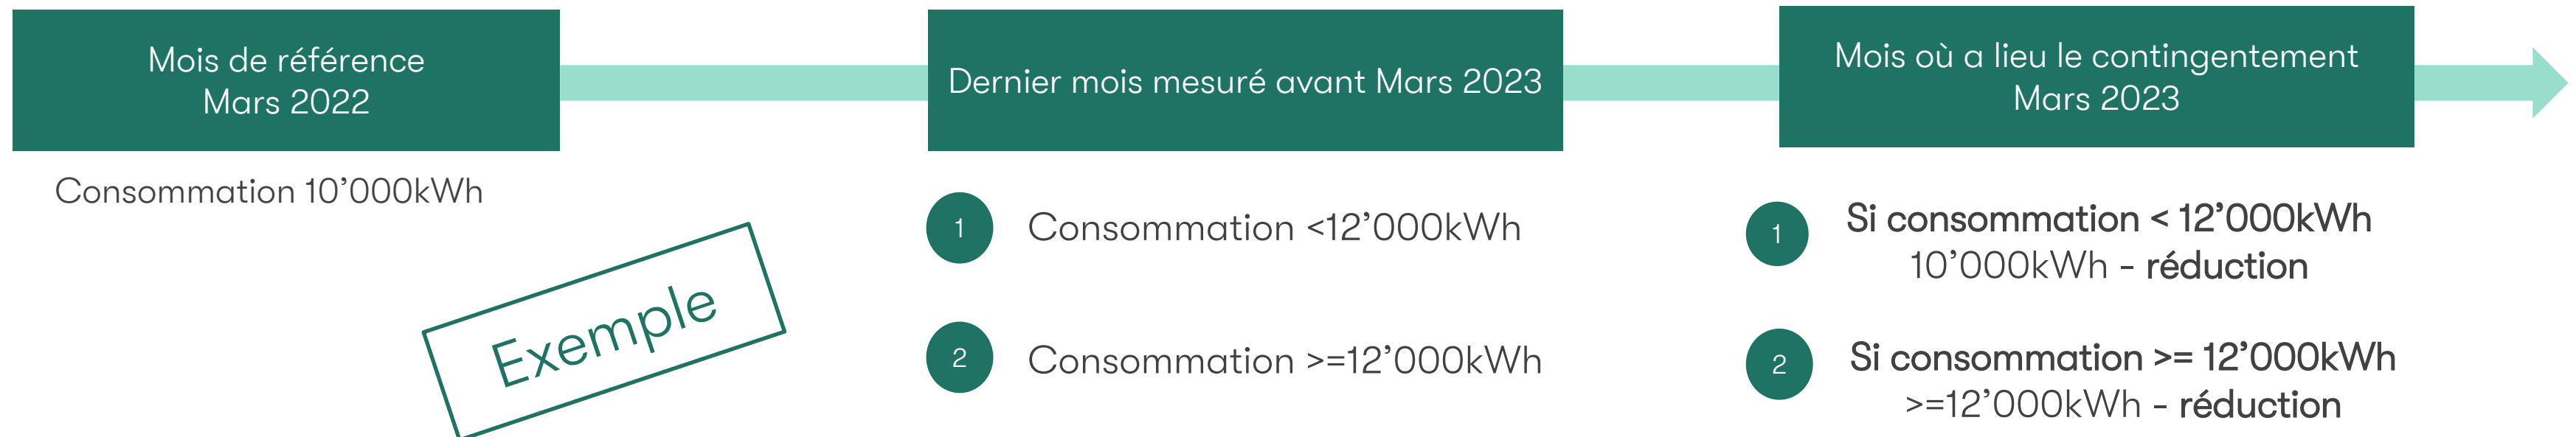 Mois de référence
Mars 2022
Consommation 10’000kWh
Exemple
Dernier mois mesuré avant Mars 2023
1 Consommation <12’000kWh
2 Consommation >=12’000kWh
Mois où a lieu le contingentement
Mars 2023
1 Si consommation < 12’000kWh
10’000kWh - réduction
2 Si consommation >= 12’000kWh
>=12’000kWh - réduction